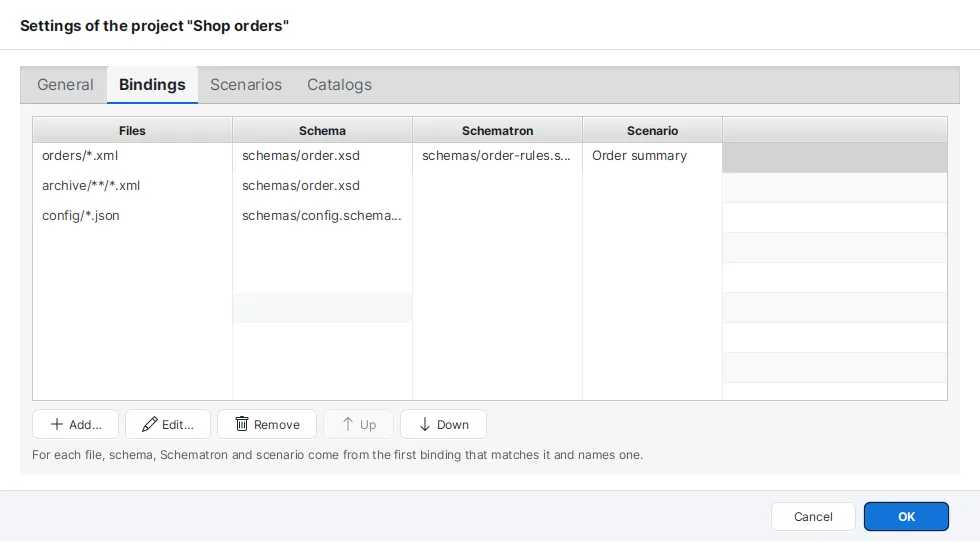 Settings of the project "Shop orders"
General Bindings Scenarios Catalogs
Files Schema Schematron Scenario
orders/*.xml schemas/order.xsd schemas/order-rules.s... Order summary
archive/**/*.xml schemas/order.xsd
config/*.json schemas/config.schema...
Add... Edit... Remove Up Down
For each file, schema, Schematron and scenario come from the first binding that matches it and names one.
Cancel OK